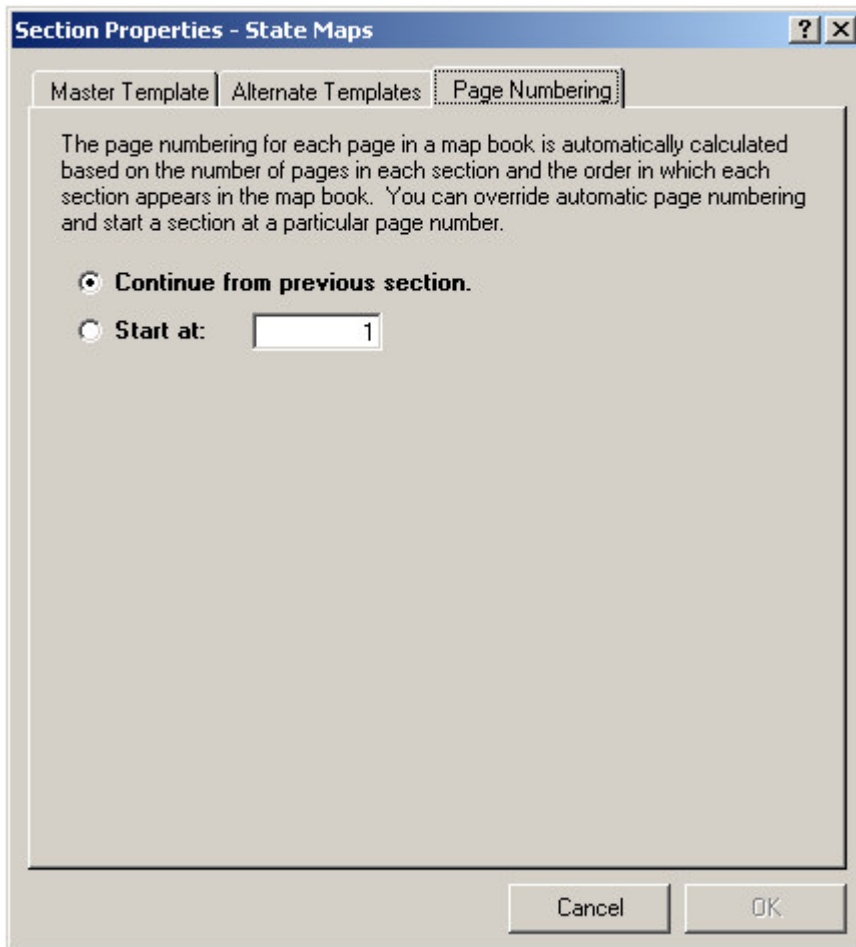 Section Properties - State Maps
Master Template Alternate Templates Page Numbering
The page numbering for each page in a map book is automatically calculated
based on the number of pages in each section and the order in which each
section appears in the map book. You can override automatic page numbering
and start a section at a particular page number.
Continue from previous section.
Start at: 1
Cancel OK